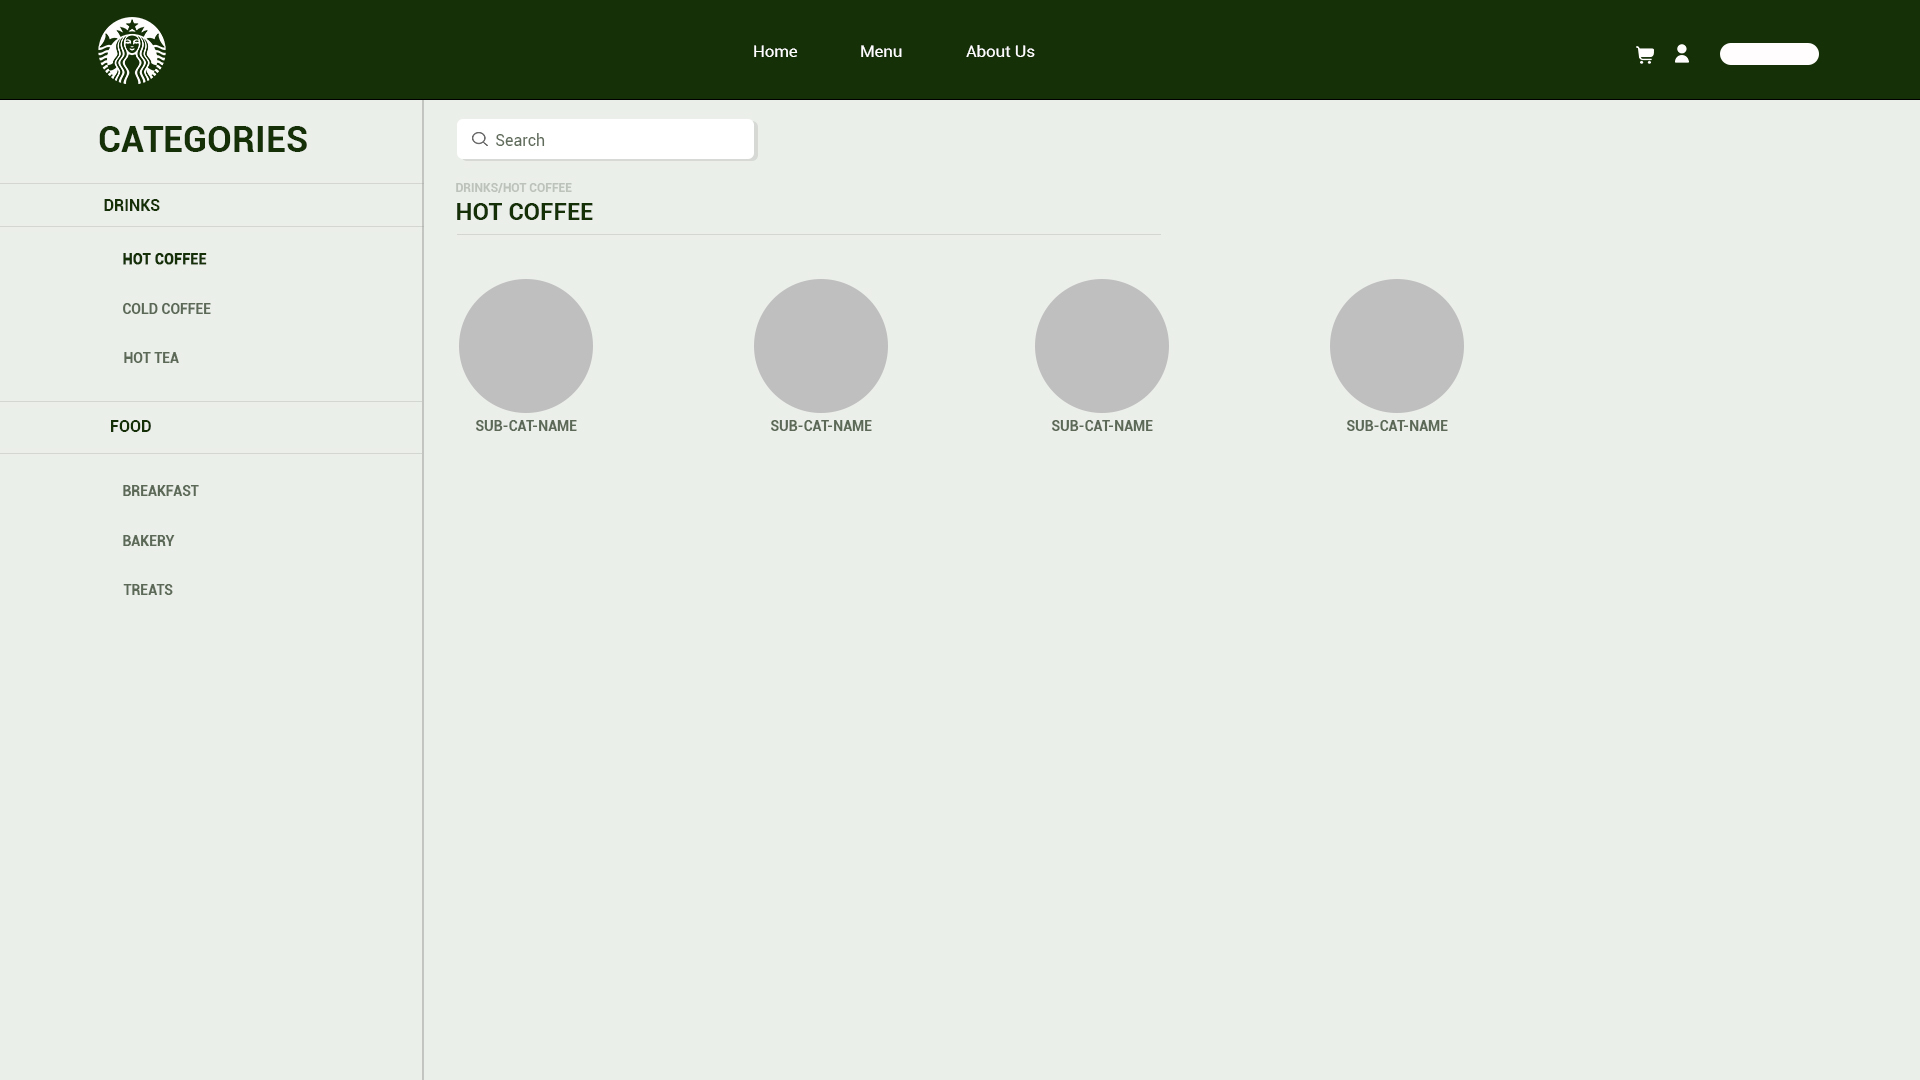 Home Menu About Us
CATEGORIES
DRINKS
HOT COFFEE
COLD COFFEE
HOT TEA
FOOD
BREAKFAST
BAKERY
TREATS
Search
DRINKS/HOT COFFEE
HOT COFFEE
SUB-CAT-NAME SUB-CAT-NAME SUB-CAT-NAME SUB-CAT-NAME